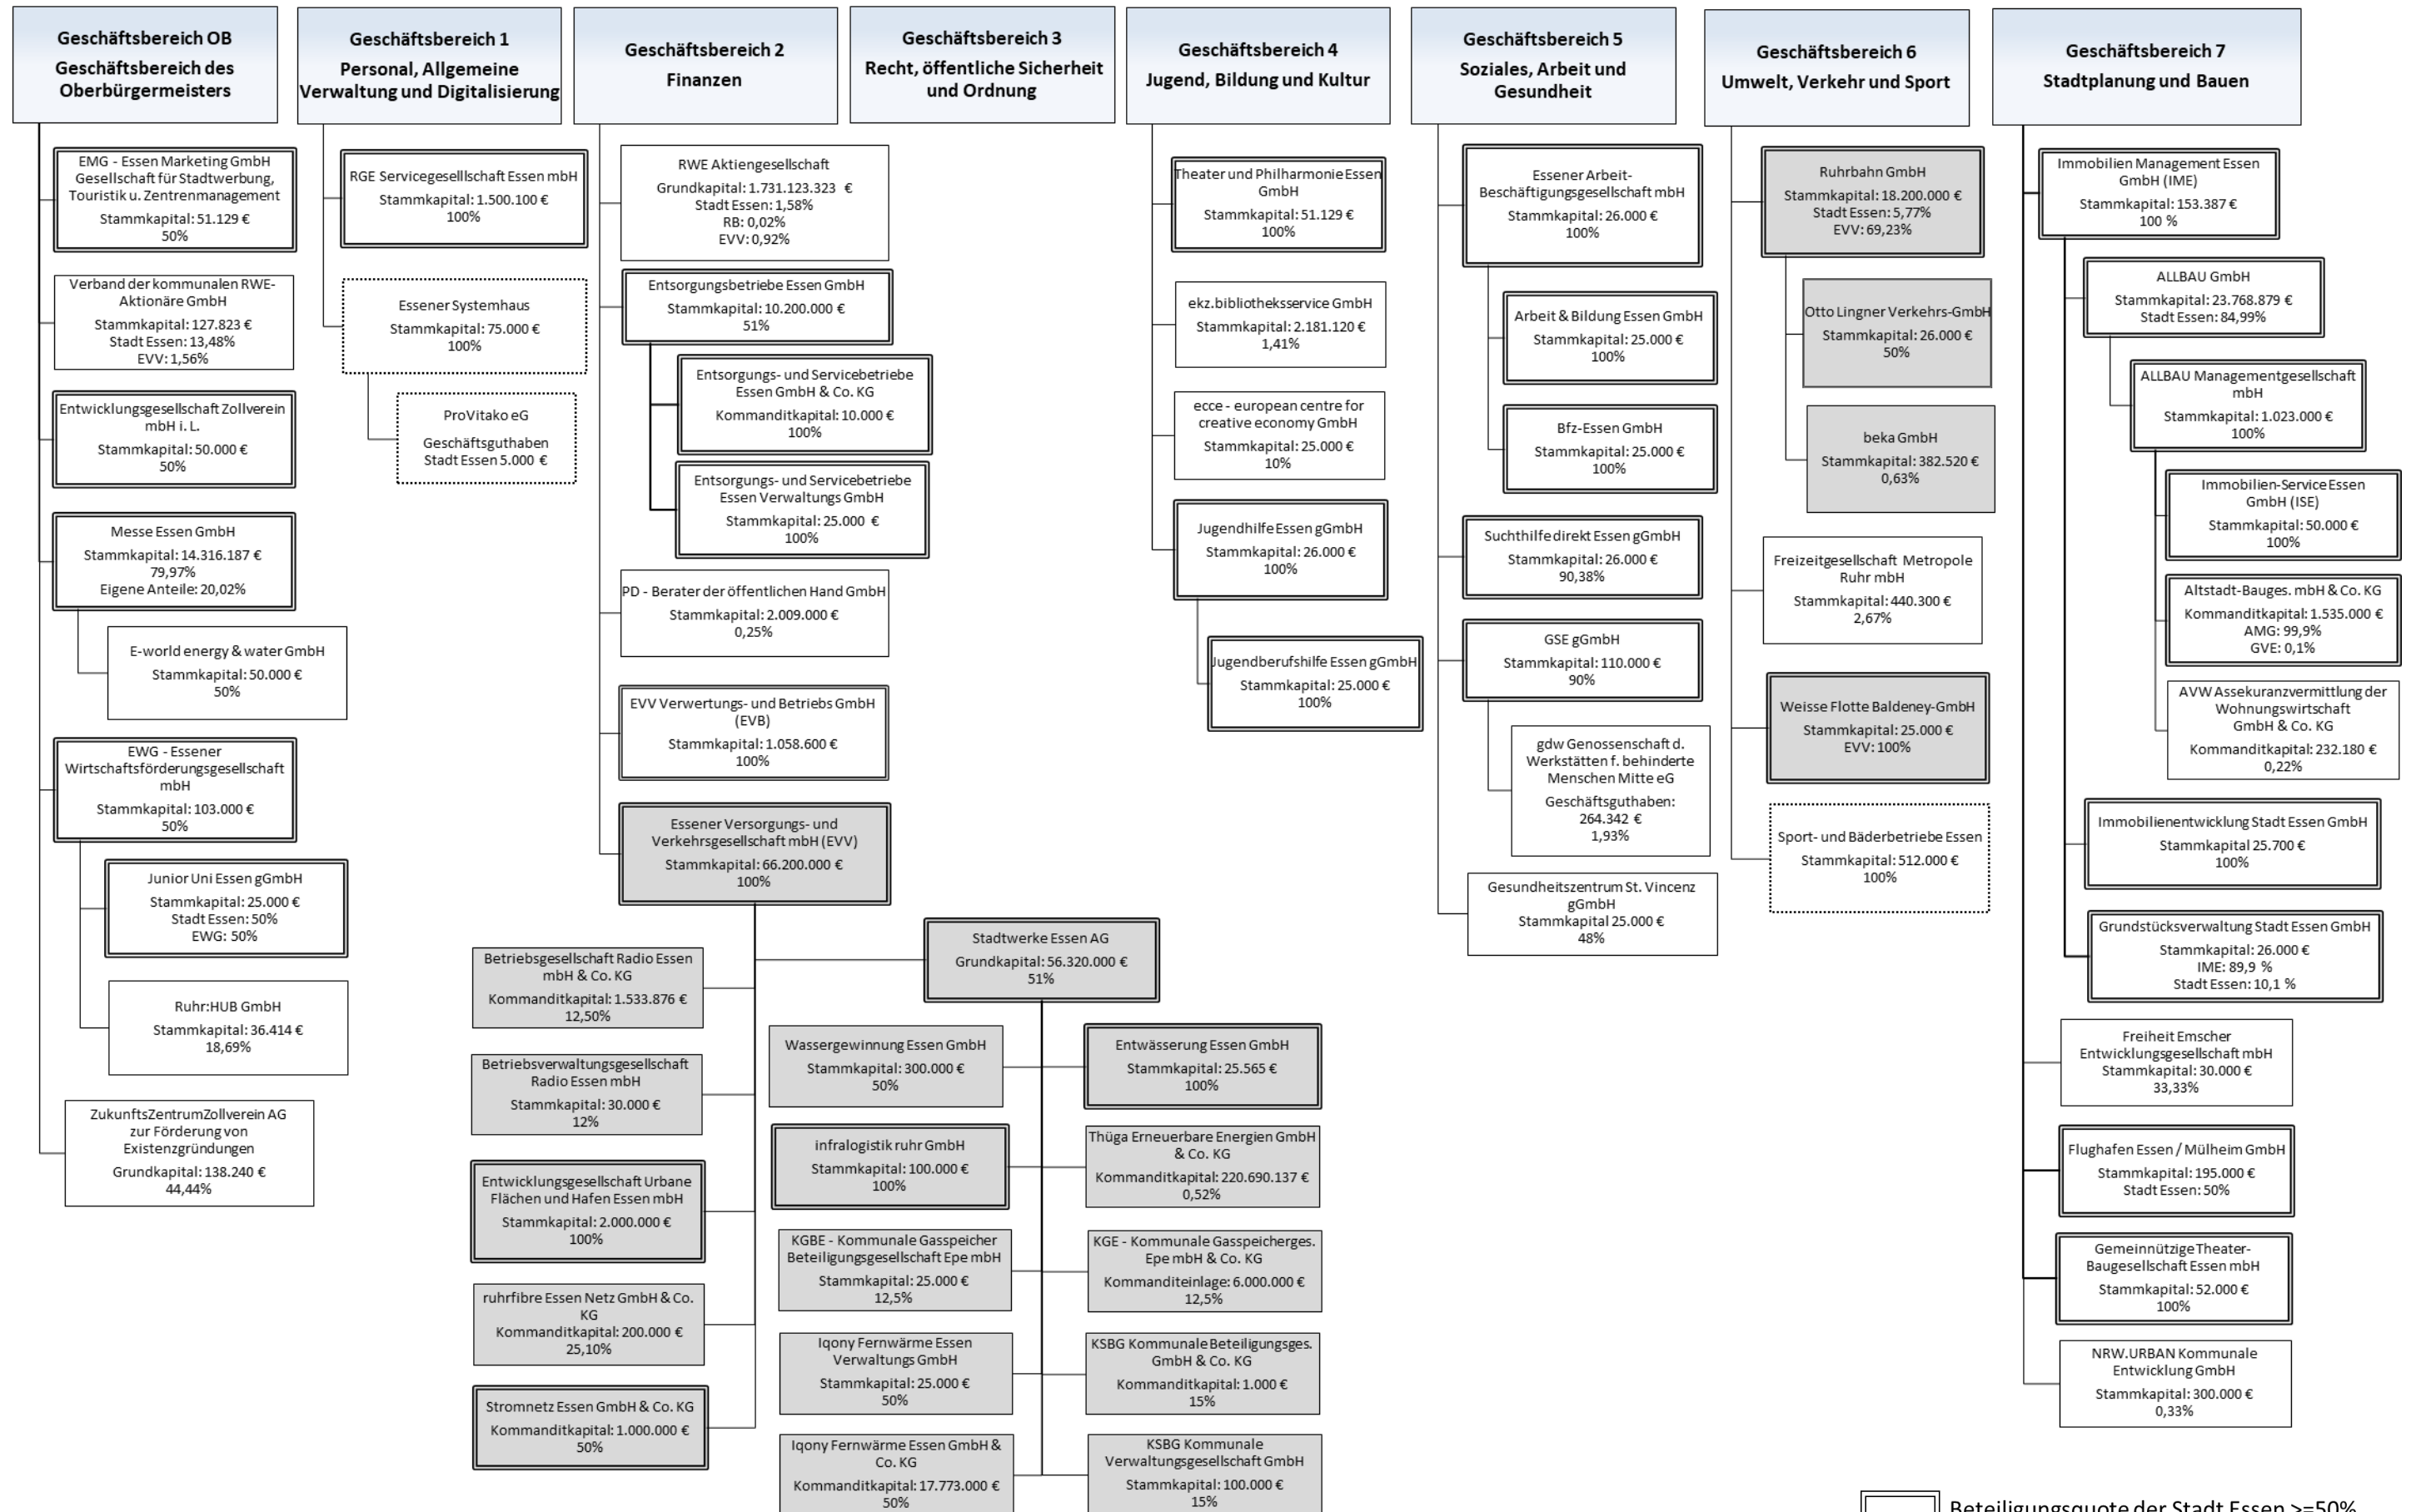 Geschäftsbereich OB
Geschäftsbereich des
Oberbürgermeisters
EMG - Essen Marketing GmbH
Gesellschaft für Stadtwerbung,
Touristik u. Zentrenmanagement
Stammkapital: 51.129 €
50%
Verband der kommunalen RWE-
Aktionäre GmbH
Stammkapital: 127.823 €
Stadt Essen: 13,48%
EVV: 1,56%
Entwicklungsgesellschaft Zollverein
mbH i. L.
Stammkapital: 50.000 €
50%
Messe Essen GmbH
Stammkapital: 14.316.187 €
79,97%
Eigene Anteile: 20,02%
E-world energy & water GmbH
Stammkapital: 50.000 €
50%
EWG - Essener
Wirtschaftsförderungsgesellschaft
mbH
Stammkapital: 103.000 €
50%
Junior Uni Essen gGmbH
Stammkapital: 25.000 €
Stadt Essen: 50%
EWG: 50%
Ruhr:HUB GmbH
Stammkapital: 36.414 €
18,69%
ZukunftsZentrumZollverein AG
zur Förderung von
Existenzgründungen
Grundkapital: 138.240 €
44,44%
Geschäftsbereich 1
Personal, Allgemeine
Verwaltung und Digitalisierung
RGE Servicegesellschaft Essen mbH
Stammkapital: 1.500.100 €
100%
Essener Systemhaus
Stammkapital: 75.000 €
100%
ProVitako eG
Geschäftsguthaben
Stadt Essen 5.000 €
Geschäftsbereich 2
Finanzen
RWE Aktiengesellschaft
Grundkapital: 1.731.123.323 €
Stadt Essen: 1,58%
RB: 0,02%
EVV: 0,92%
Entsorgungsbetriebe Essen GmbH
Stammkapital: 10.200.000 €
51%
Entsorgungs- und Servicebetriebe
Essen GmbH & Co. KG
Kommanditkapital: 10.000 €
100%
Entsorgungs- und Servicebetriebe
Essen Verwaltungs GmbH
Stammkapital: 25.000 €
100%
PD - Berater der öffentlichen Hand GmbH
Stammkapital: 2.009.000 €
0,25%
EVV Verwertungs- und Betriebs GmbH
(EVB)
Stammkapital: 1.058.600 €
100%
Essener Versorgungs- und
Verkehrsgesellschaft mbH (EVV)
Stammkapital: 66.200.000 €
100%
Betriebsgesellschaft Radio Essen
mbH & Co. KG
Kommanditkapital: 1.533.876 €
12,50%
Betriebsverwaltungsgesellschaft
Radio Essen mbH
Stammkapital: 30.000 €
12%
Entwicklungsgesellschaft Urbane
Flächen und Hafen Essen mbH
Stammkapital: 2.000.000 €
100%
ruhrfibre Essen Netz GmbH & Co.
KG
Kommanditkapital: 200.000 €
25,10%
Stromnetz Essen GmbH & Co. KG
Kommanditkapital: 1.000.000 €
50%
Stadtwerke Essen AG
Grundkapital: 56.320.000 €
51%
Wassergewinnung Essen GmbH
Stammkapital: 300.000 €
50%
infralogistik ruhr GmbH
Stammkapital: 100.000 €
100%
KGBE - Kommunale Gasspeicher
Beteiligungsgesellschaft Epe mbH
Stammkapital: 25.000 €
12,5%
Iqony Fernwärme Essen
Verwaltungs GmbH
Stammkapital: 25.000 €
50%
Iqony Fernwärme Essen GmbH &
Co. KG
Kommanditkapital: 17.773.000 €
50%
Entwässerung Essen GmbH
Stammkapital: 25.565 €
100%
Thüga Erneuerbare Energien GmbH
& Co. KG
Kommanditkapital: 220.690.137 €
0,52%
KGE - Kommunale Gasspeicherges.
Epe mbH & Co. KG
Kommanditeinlage: 6.000.000 €
12,5%
KSBG Kommunale Beteiligungsges.
GmbH & Co. KG
Kommanditkapital: 1.000 €
15%
KSBG Kommunale
Verwaltungsgesellschaft GmbH
Stammkapital: 100.000 €
15%
Geschäftsbereich 3
Recht, öffentliche Sicherheit
und Ordnung
Geschäftsbereich 4
Jugend, Bildung und Kultur
Theater und Philharmonie Essen
GmbH
Stammkapital: 51.129 €
100%
ekz.bibliotheksservice GmbH
Stammkapital: 2.181.120 €
1,41%
ecce - european centre for
creative economy GmbH
Stammkapital: 25.000 €
10%
Jugendhilfe Essen gGmbH
Stammkapital: 26.000 €
100%
Jugendberufshilfe Essen gGmbH
Stammkapital: 25.000 €
100%
Geschäftsbereich 5
Soziales, Arbeit und
Gesundheit
Essener Arbeit-
Beschäftigungsgesellschaft mbH
Stammkapital: 26.000 €
100%
Arbeit & Bildung Essen GmbH
Stammkapital: 25.000 €
100%
Bfz-Essen GmbH
Stammkapital: 25.000 €
100%
Suchthilfe direkt Essen gGmbH
Stammkapital: 26.000 €
90,38%
GSE gGmbH
Stammkapital: 110.000 €
90%
gdw Genossenschaft d.
Werkstätten f. behinderte
Menschen Mitte eG
Geschäftsguthaben:
264.342 €
1,93%
Gesundheitszentrum St. Vincenz
gGmbH
Stammkapital 25.000 €
48%
Geschäftsbereich 6
Umwelt, Verkehr und Sport
Ruhrbahn GmbH
Stammkapital: 18.200.000 €
Stadt Essen: 5,77%
EVV: 69,23%
Otto Lingner Verkehrs-GmbH
Stammkapital: 26.000 €
50%
beka GmbH
Stammkapital: 382.520 €
0,63%
Freizeitgesellschaft Metropole
Ruhr mbH
Stammkapital: 440.300 €
2,67%
Weisse Flotte Baldeney-GmbH
Stammkapital: 25.000 €
EVV: 100%
Sport- und Bäderbetriebe Essen
Stammkapital: 512.000 €
100%
Geschäftsbereich 7
Stadtplanung und Bauen
Immobilien Management Essen
GmbH (IME)
Stammkapital: 153.387 €
100 %
ALLBAU GmbH
Stammkapital: 23.768.879 €
Stadt Essen: 84,99%
ALLBAU Managementgesellschaft
mbH
Stammkapital: 1.023.000 €
100%
Immobilien-Service Essen
GmbH (ISE)
Stammkapital: 50.000 €
100%
Altstadt-Bauges. mbH & Co. KG
Kommanditkapital: 1.535.000 €
AMG: 99,9%
GVE: 0,1%
AVW Assekuranzvermittlung der
Wohnungswirtschaft
GmbH & Co. KG
Kommanditkapital: 232.180 €
0,22%
Immobilienentwicklung Stadt Essen GmbH
Stammkapital 25.700 €
100%
Grundstücksverwaltung Stadt Essen GmbH
Stammkapital: 26.000 €
IME: 89,9 %
Stadt Essen: 10,1 %
Freiheit Emscher
Entwicklungsgesellschaft mbH
Stammkapital: 30.000 €
33,33%
Flughafen Essen / Mülheim GmbH
Stammkapital: 195.000 €
Stadt Essen: 50%
Gemeinnützige Theater-
Baugesellschaft Essen mbH
Stammkapital: 52.000 €
100%
NRW.URBAN Kommunale
Entwicklung GmbH
Stammkapital: 300.000 €
0,33%
Beteiligungsquote der Stadt Essen >=50%